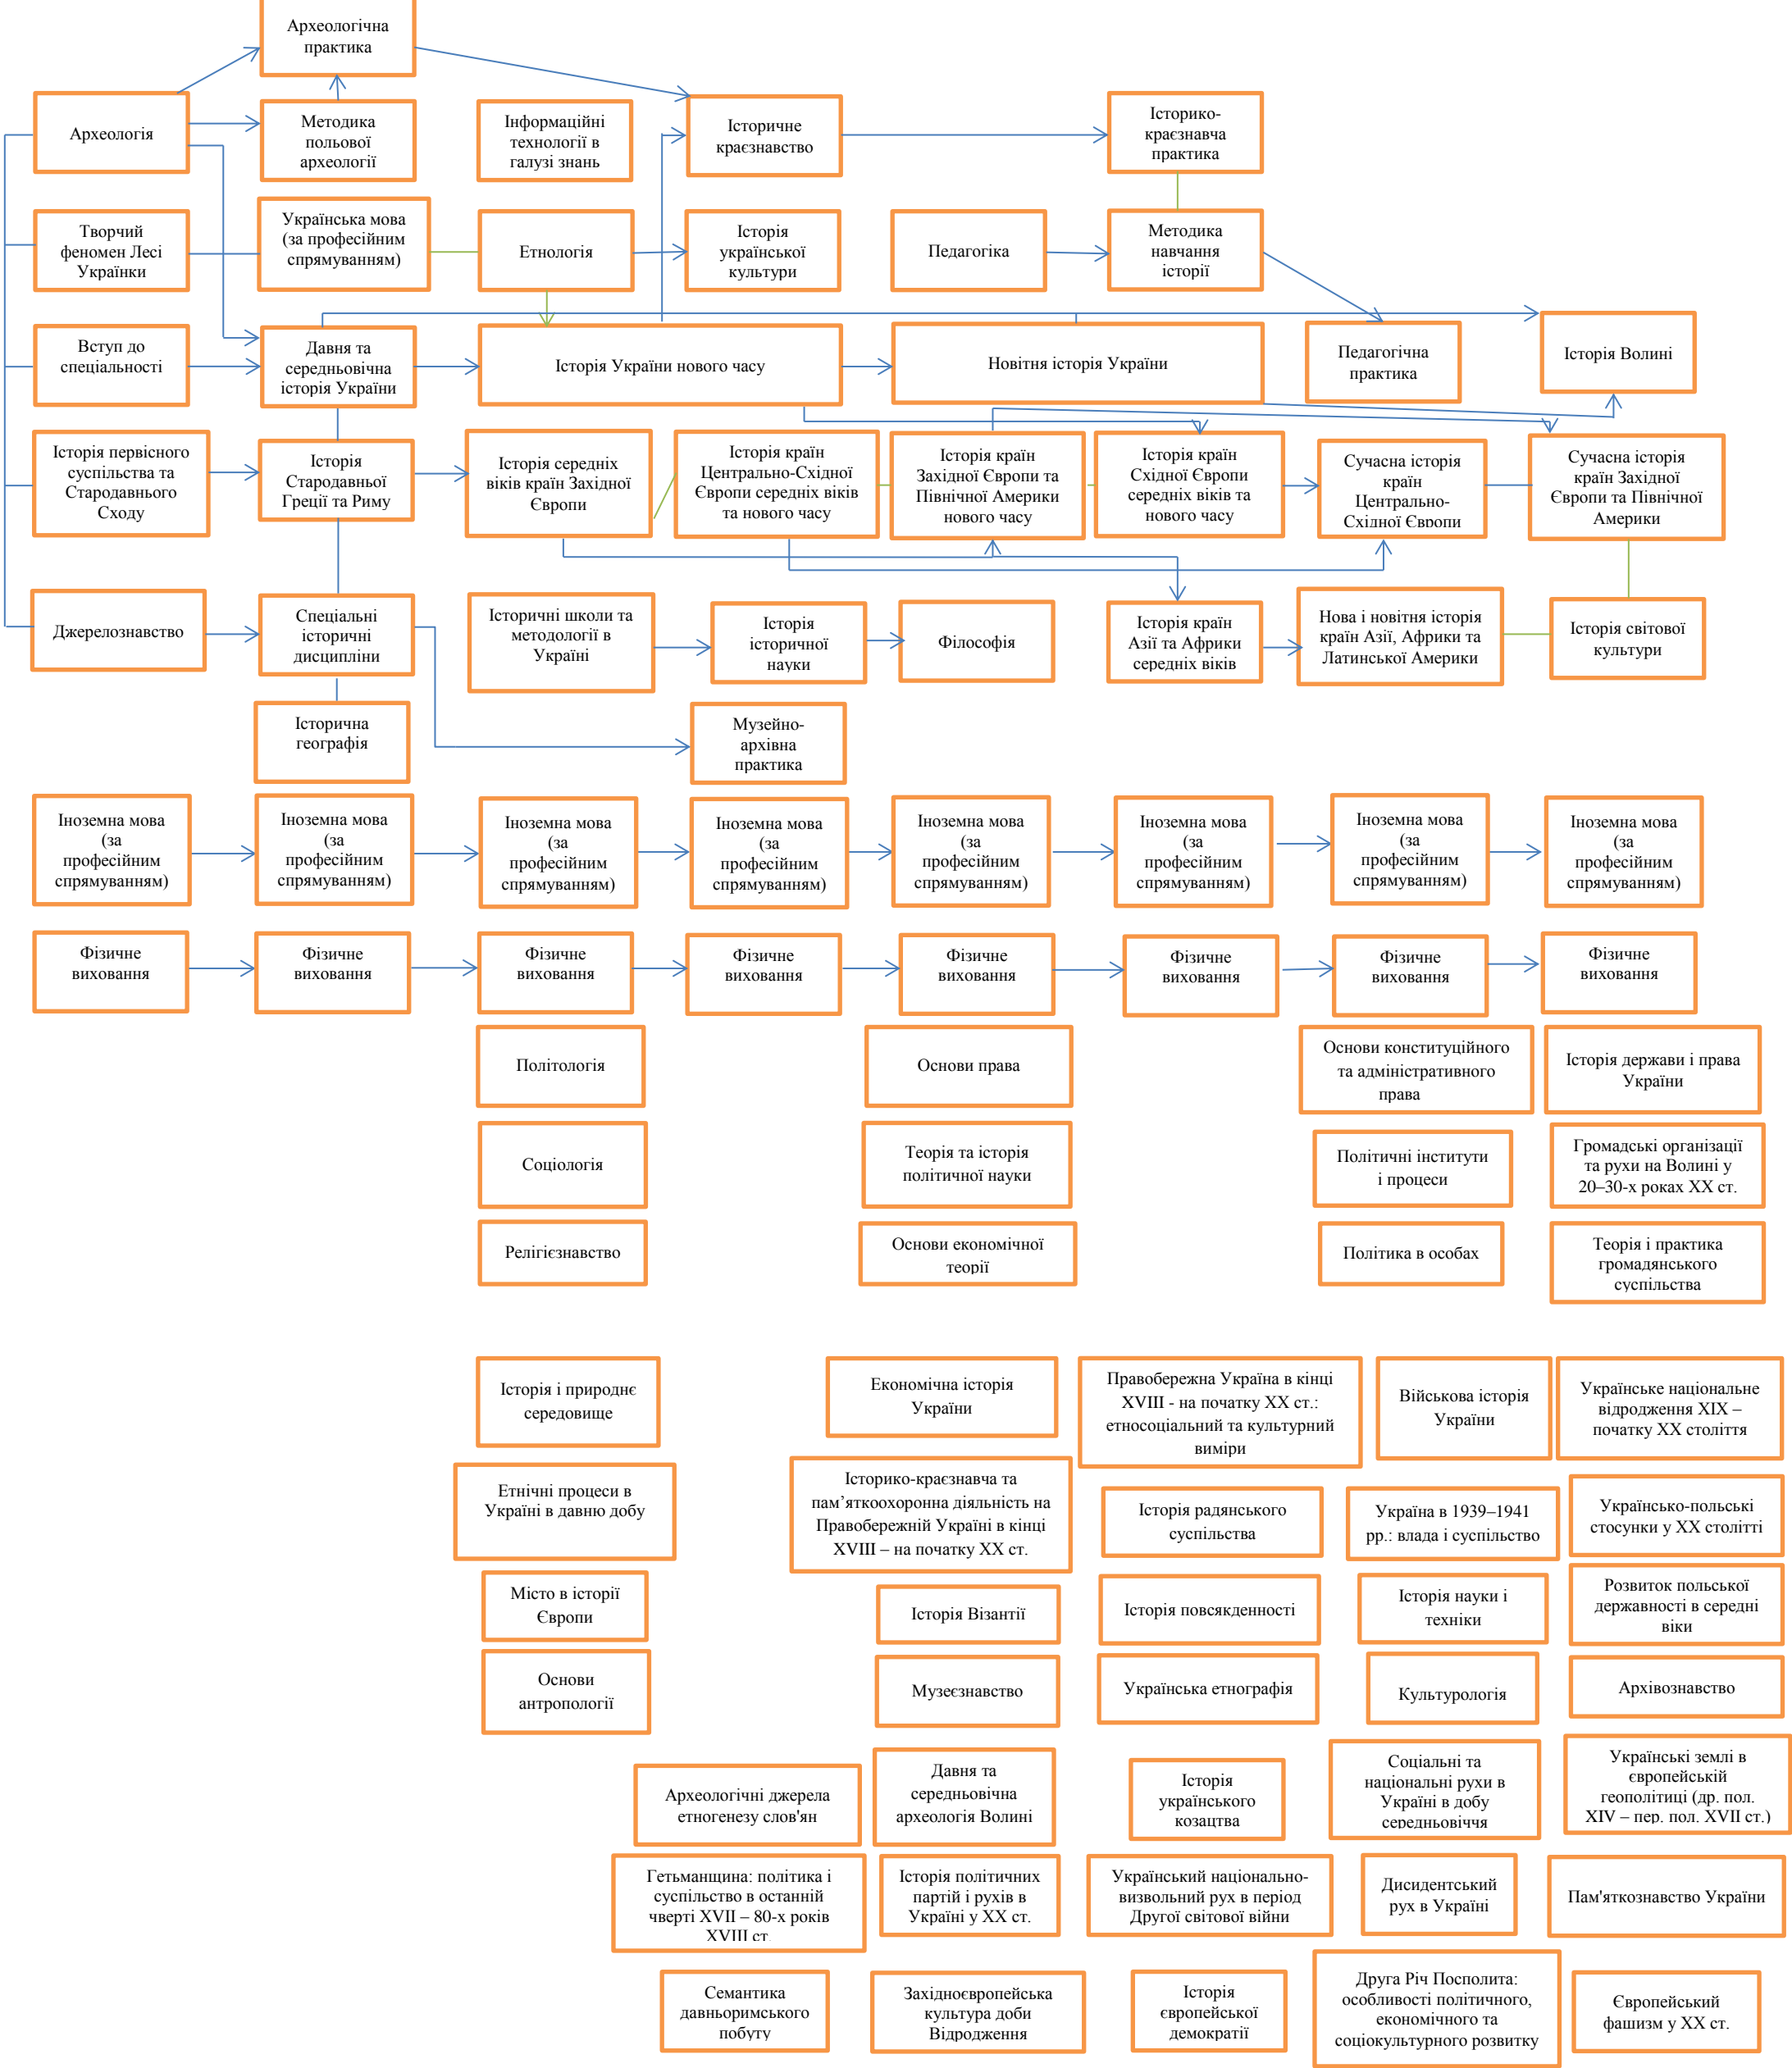 Археологічна
практика
Археологія
Методика
польової
археології
Інформаційні
технології в
галузі знань
Історичне
краєзнавство
Історико-
краєзнавча
практика
Творчий
феномен Лесі
Українки
Українська мова
(за професійним
спрямуванням)
Етнологія
Історія
української
культури
Педагогіка
Методика
навчання
історії
Вступ до
спеціальності
Давня та
середньовічна
історія України
Історія України нового часу
Новітня історія України
Педагогічна
практика
Історія Волині
Історія первісного
суспільства та
Стародавнього
Сходу
Історія
Стародавньої
Греції та Риму
Історія середніх
віків країн Західної
Європи
Історія країн
Центрально-Східної
Європи середніх віків
та нового часу
Історія країн
Західної Європи та
Північної Америки
нового часу
Історія країн
Східної Європи
середніх віків та
нового часу
Сучасна історія
країн
Центрально-
Східної Європи
Сучасна історія
країн Західної
Європи та Північної
Америки
Джерелознавство
Спеціальні
історичні
дисципліни
Історичні школи та
методології в
Україні
Історія
історичної
науки
Філософія
Історія країн
Азії та Африки
середніх віків
Нова і новітня історія
країн Азії, Африки та
Латинської Америки
Історія світової
культури
Історична
географія
Музейно-
архівна
практика
Іноземна мова
(за
професійним
спрямуванням)
Іноземна мова
(за
професійним
спрямуванням)
Іноземна мова
(за
професійним
спрямуванням)
Іноземна мова
(за
професійним
спрямуванням)
Іноземна мова
(за
професійним
спрямуванням)
Іноземна мова
(за
професійним
спрямуванням)
Іноземна мова
(за
професійним
спрямуванням)
Іноземна мова
(за
професійним
спрямуванням)
Фізичне
виховання
Фізичне
виховання
Фізичне
виховання
Фізичне
виховання
Фізичне
виховання
Фізичне
виховання
Фізичне
виховання
Фізичне
виховання
Політологія
Основи права
Основи конституційного
та адміністративного
права
Історія держави і права
України
Соціологія
Теорія та історія
політичної науки
Політичні інститути
і процеси
Громадські організації
та рухи на Волині у
20–30-х роках ХХ ст.
Релігієзнавство
Основи економічної
теорії
Політика в особах
Теорія і практика
громадянського
суспільства
Історія і природнє
середовище
Економічна історія
України
Правобережна Україна в кінці
XVIII - на початку ХХ ст.:
етносоціальний та культурний
виміри
Військова історія
України
Українське національне
відродження ХІХ –
початку ХХ століття
Етнічні процеси в
Україні в давню добу
Історико-краєзнавча та
пам’яткоохоронна діяльність на
Правобережній Україні в кінці
XVIII – на початку ХХ ст.
Історія радянського
суспільства
Україна в 1939–1941
рр.: влада і суспільство
Українсько-польські
стосунки у ХХ столітті
Місто в історії
Європи
Історія Візантії
Історія повсякденності
Історія науки і
техніки
Розвиток польської
державності в середні
віки
Основи
антропології
Музеєзнавство
Українська етнографія
Культурологія
Архівознавство
Археологічні джерела
етногенезу слов'ян
Давня та
середньовічна
археологія Волині
Історія
українського
козацтва
Соціальні та
національні рухи в
Україні в добу
середньовіччя
Українські землі в
європейській
геополітиці (др. пол.
XIV – пер. пол. XVII ст.)
Гетьманщина: політика і
суспільство в останній
чверті XVII – 80-х років
XVIII ст.
Історія політичних
партій і рухів в
Україні у ХХ ст.
Український національно-
визвольний рух в період
Другої світової війни
Дисидентський
рух в Україні
Пам'яткознавство України
Семантика
давньоримського
побуту
Західноєвропейська
культура доби
Відродження
Історія
європейської
демократії
Друга Річ Посполита:
особливості політичного,
економічного та
соціокультурного розвитку
Європейський
фашизм у ХХ ст.